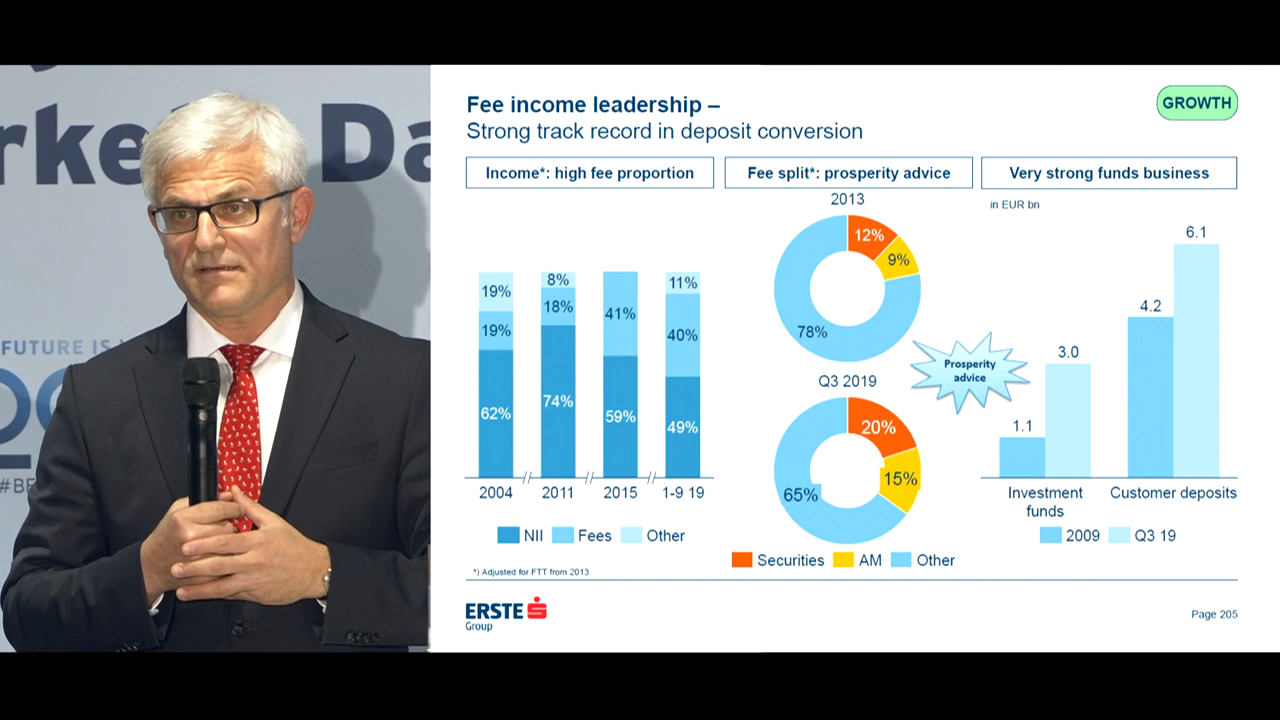 rke
Da
FUTURE IS
#BE
Fee income leadership –
Strong track record in deposit conversion
GROWTH
Income*: high fee proportion
19%
19%
62%
8%
18%
74%
41%
59%
11%
40%
49%
2004
2011
2015
1-9 19
NII
Fees
Other
*) Adjusted for FTT from 2013
Fee split*: prosperity advice
2013
12%
9%
78%
Q3 2019
20%
15%
65%
Securities
AM
Other
Prosperity
advice
Very strong funds business
in EUR bn
1.1
3.0
4.2
6.1
Investment
funds
Customer deposits
2009
Q3 19
ERSTE
Group
Page 205